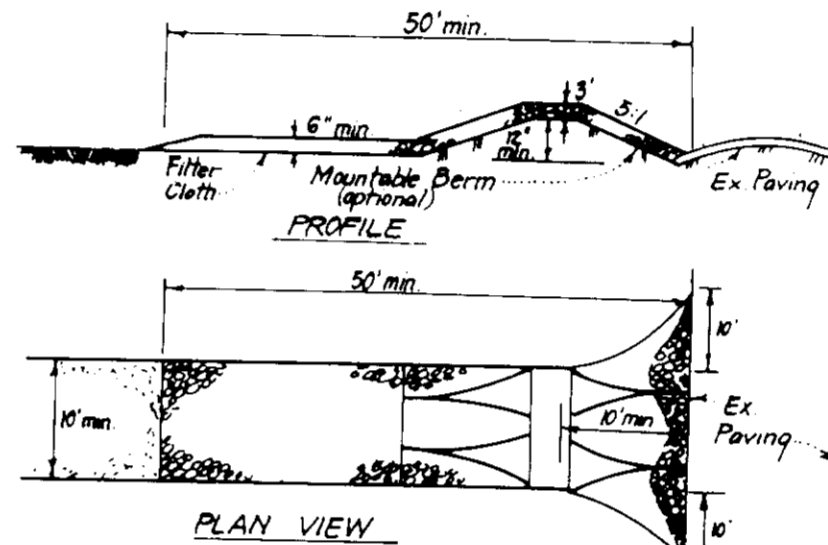 50' min.
3'
5:1
6" min.
12"
min.
Filter
Cloth
Mountable Berm
(optional)
Ex. Paving
PROFILE
50' min.
10'
10' min.
10' min
Ex.
Paving
10'
PLAN VIEW